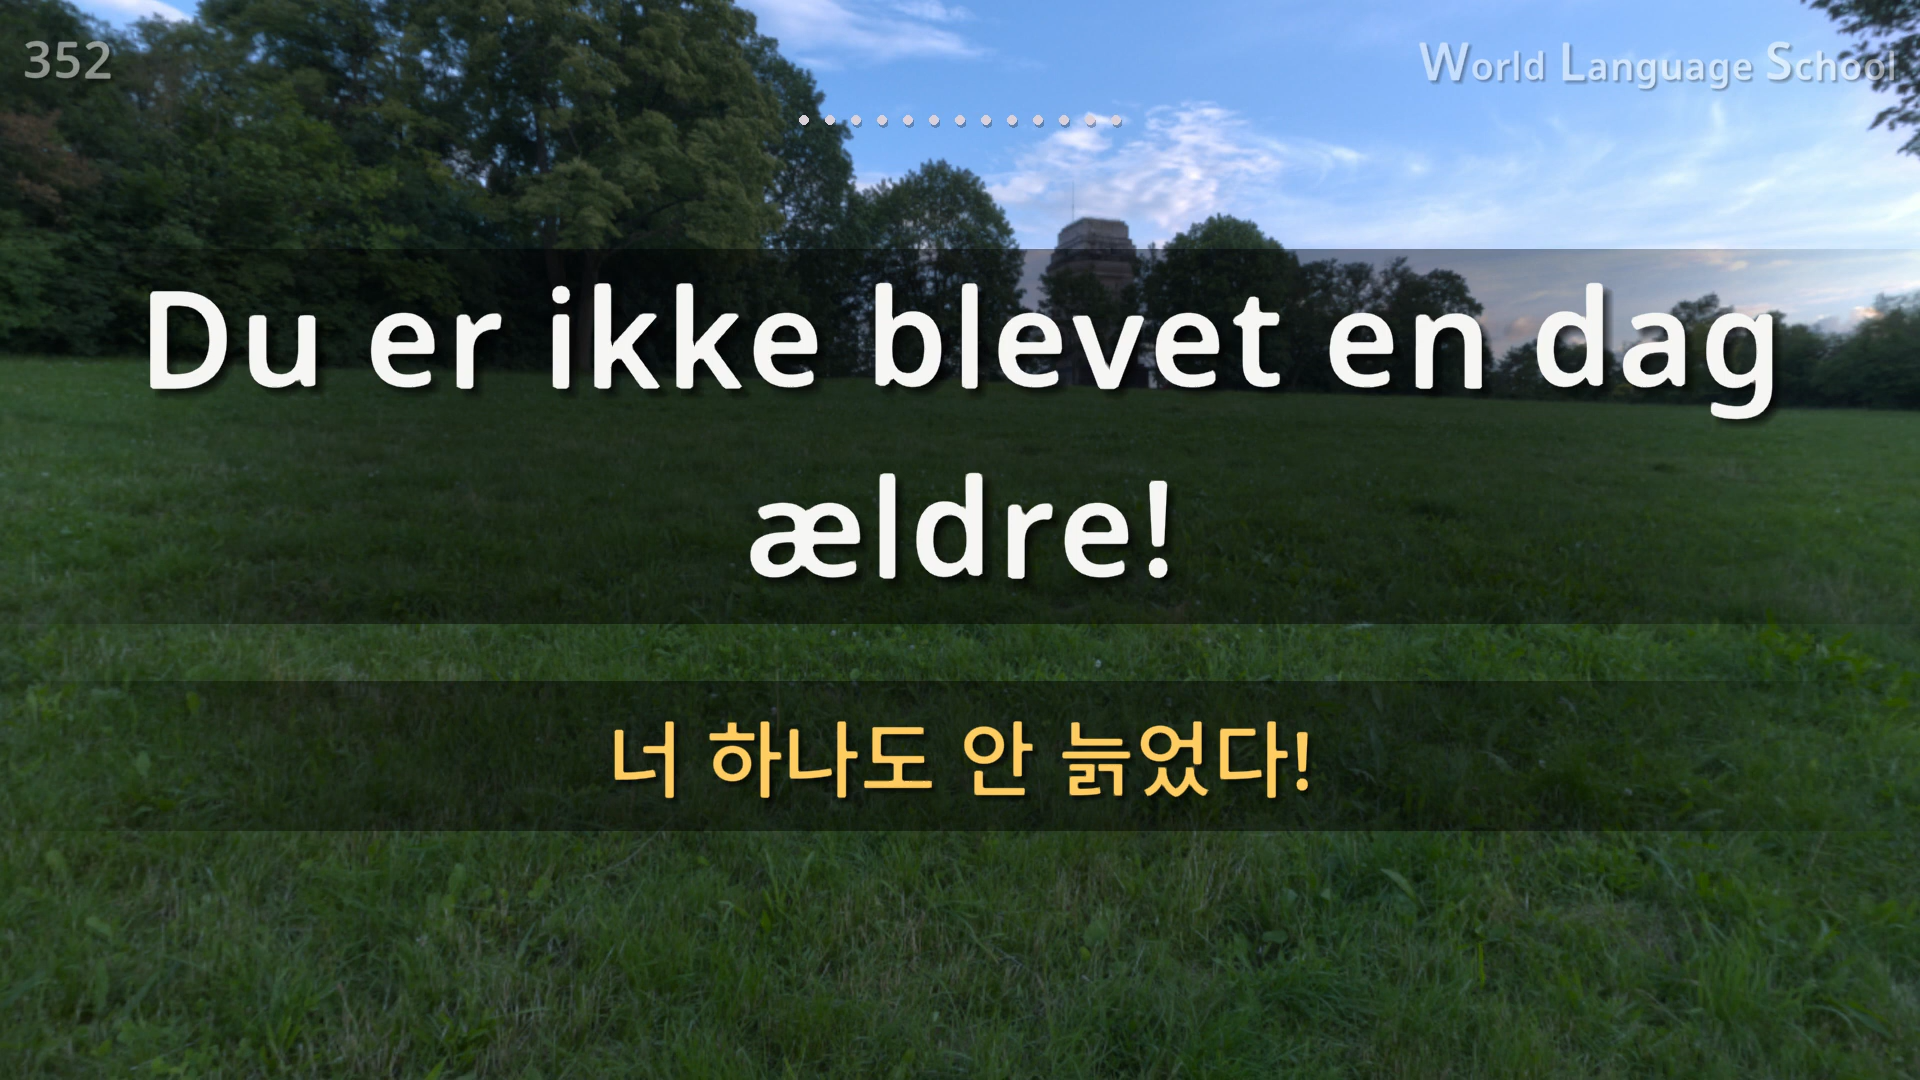 352
World Language School
Du er ikke blevet en dag
ældre!
너 하나도 안 늙었다!